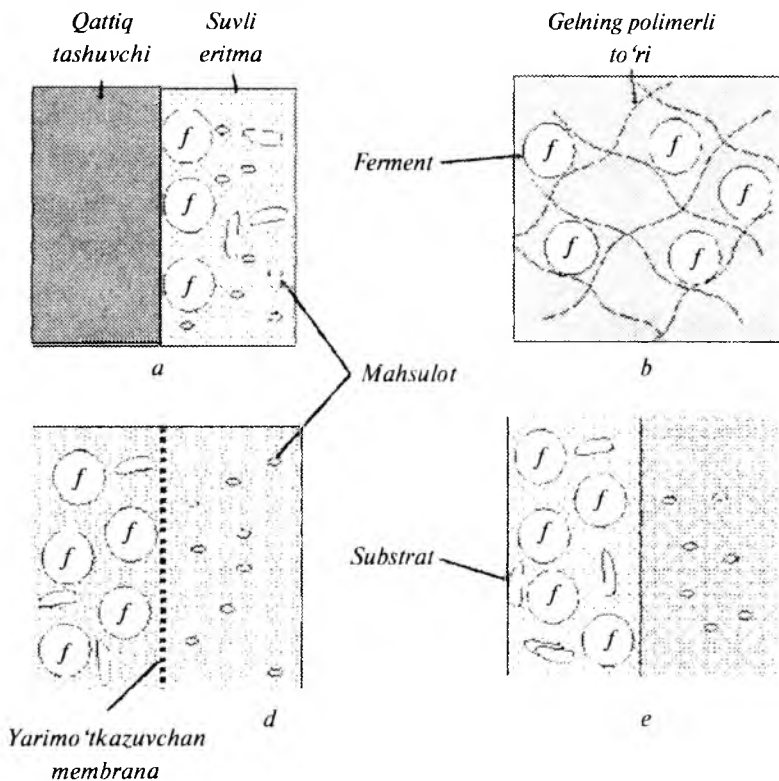 Qattiq
tashuvchi
Suvli
eritma
Gelning polimerli
to‘ri
f
f
f
Ferment
f
f
f
f
f
a
Mahsulot
b
f
f
f
f
f
Substrat
f
f
f
f
f
d
e
Yarimo‘tkazuvchan
membrana